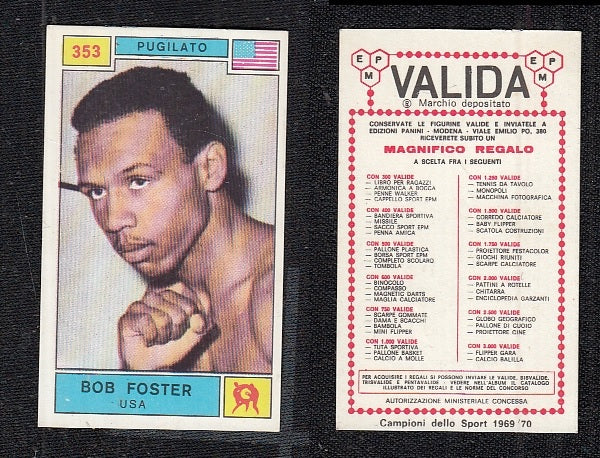 353
PUGILATO
BOB FOSTER
USA
E P
M
VALIDA
E P
M
© Marchio depositato
CONSERVATE LE FIGURINE VALIDE E INVIATELE A
EDIZIONI PANINI - MODENA - VIALE EMILIO PO, 380
RICEVERETE SUBITO UN
MAGNIFICO REGALO
A SCELTA FRA I SEGUENTI
CON 300 VALIDE
— LIBRO PER RAGAZZI
— ARMONICA A BOCCA
— PENNE WALKER
— CAPPELLO SPORT EPM
CON 400 VALIDE
— BANDIERA SPORTIVA
— MISSILE
— SACCO SPORT EPM
— PENNA AMICA
CON 500 VALIDE
— PALLONE PLASTICA
— BORSA SPORT EPM
— COMPLETO SCOLARO
— TOMBOLA
CON 600 VALIDE
— BINOCOLO
— COMPASSO
— MAGNETIC DARTS
— MAGLIA CALCIATORE
CON 750 VALIDE
— SCARPE GOMMATE
— DAMA E SCACCHI
— BAMBOLA
— MINI FLIPPER
CON 1.000 VALIDE
— TUTA SPORTIVA
— PALLONE BASKET
— CALCIO A MOLLE
CON 1.250 VALIDE
— TENNIS DA TAVOLO
— MONOPOLI
— MACCHINA FOTOGRAFICA
CON 1.500 VALIDE
— CORREDO CALCIATORE
— BABY FLIPPER
— SCATOLA COSTRUZIONI
CON 1.750 VALIDE
— PROIETTORE FESTACOLOR
— GIOCHI RIUNITI
— SCARPE CALCIATORE
CON 2.000 VALIDE
— PATTINI A ROTELLE
— CHITARRA
— ENCICLOPEDIA GARZANTI
CON 2.500 VALIDE
— GLOBO GEOGRAFICO
— PALLONE DI CUOIO
— PROIETTORE CINE
CON 3.000 VALIDE
— FLIPPER GARA
— CALCIO BALILLA
PER ACQUISIRE I REGALI SI POSSONO INVIARE LE VALIDE, BISVALIDE,
TRISVALIDE E PENTAVALIDE - VEDERE NELL'ALBUM IL CATALOGO
ILLUSTRATO DEI REGALI E LE NORME DEL CONCORSO
AUTORIZZAZIONE MINISTERIALE CONCESSA
Campioni dello Sport 1969/70